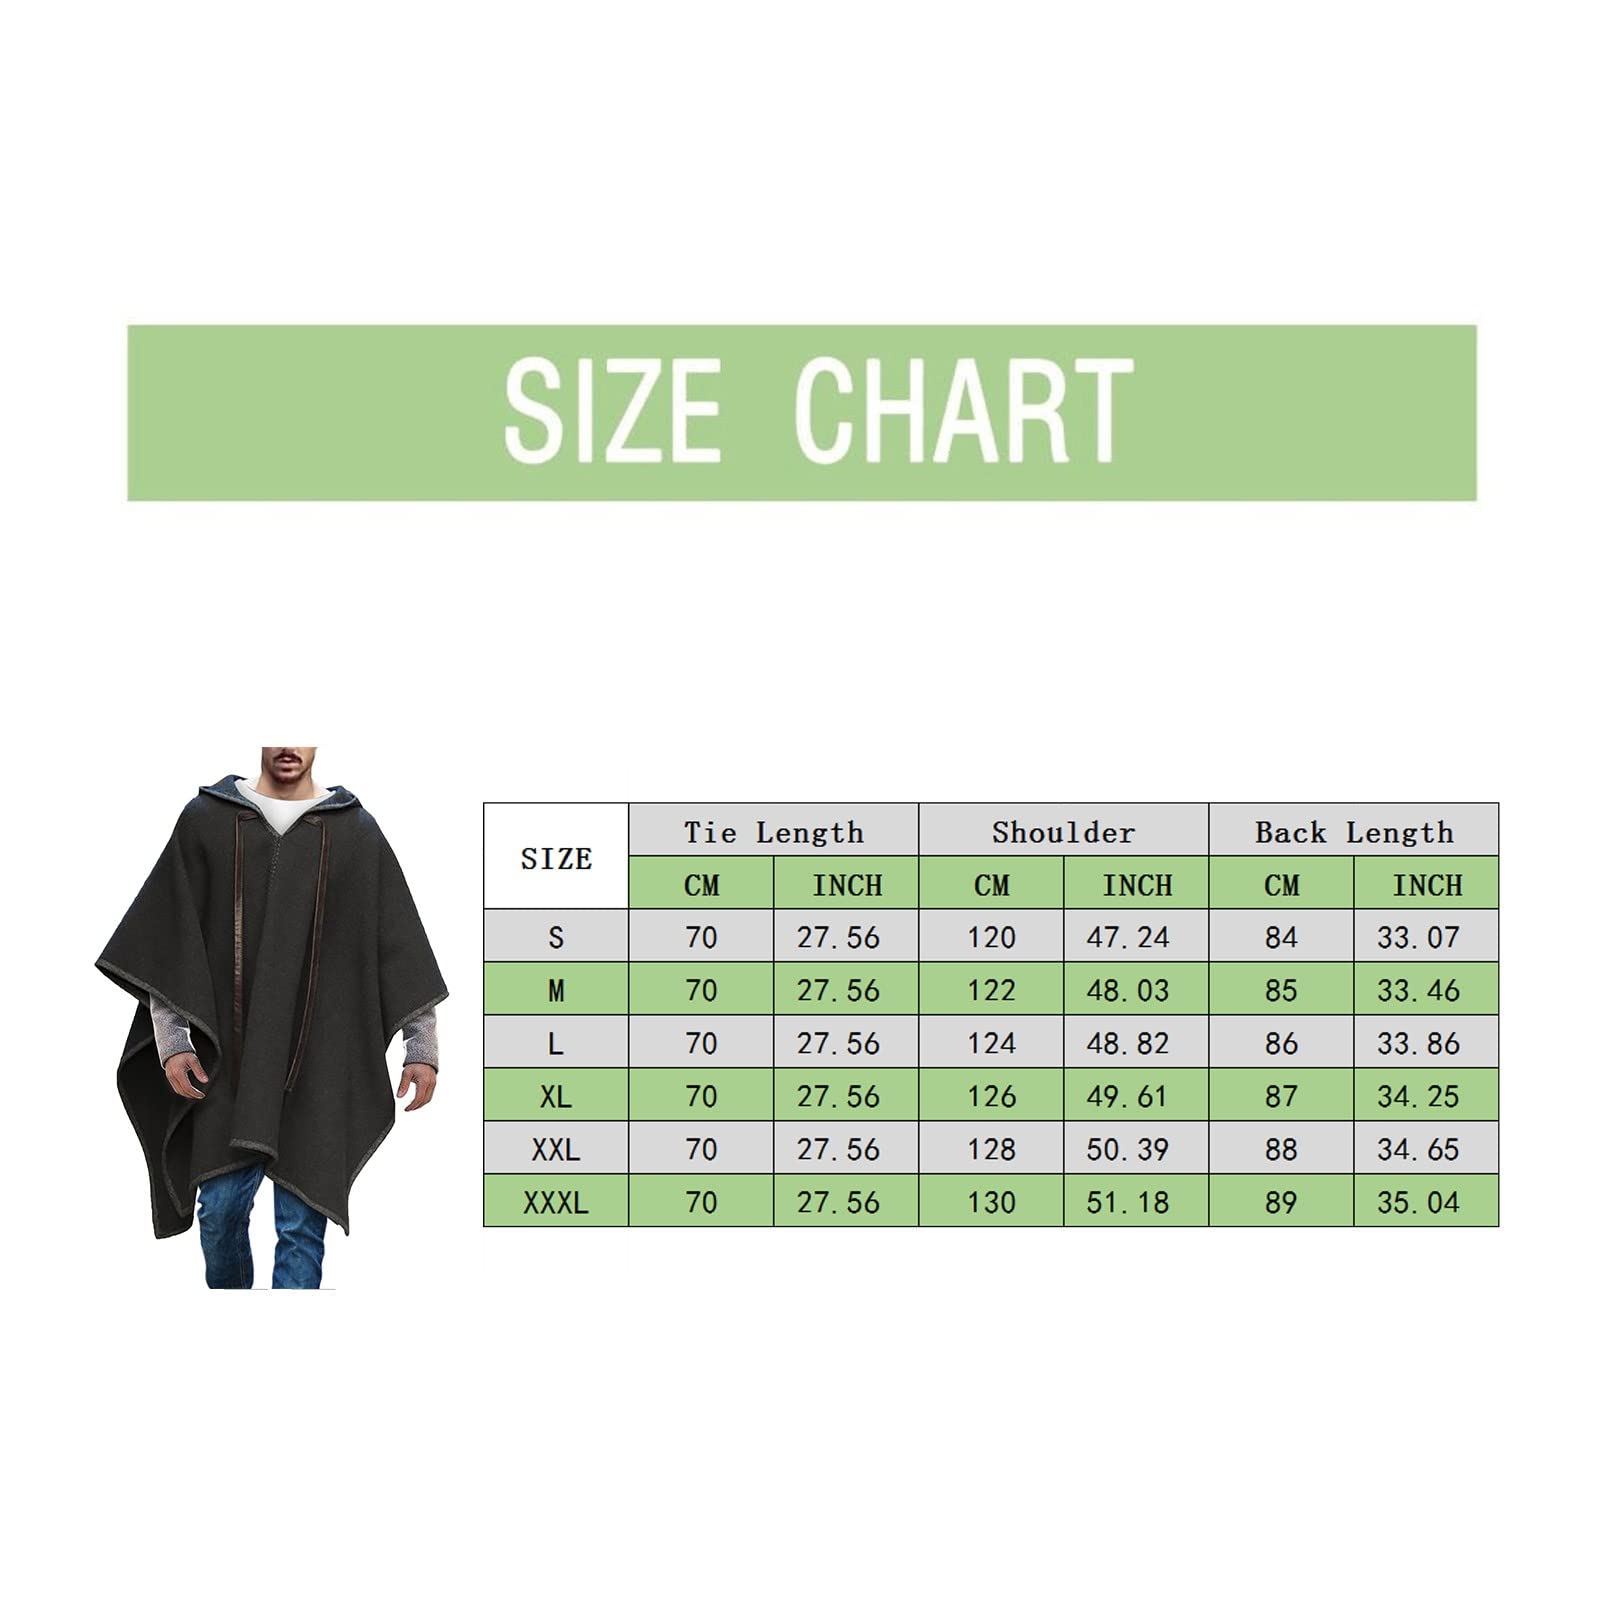 SIZE CHART
SIZE Tie Length Shoulder Back Length
CM INCH CM INCH CM INCH
S 70 27.56 120 47.24 84 33.07
M 70 27.56 122 48.03 85 33.46
L 70 27.56 124 48.82 86 33.86
XL 70 27.56 126 49.61 87 34.25
XXL 70 27.56 128 50.39 88 34.65
XXXL 70 27.56 130 51.18 89 35.04